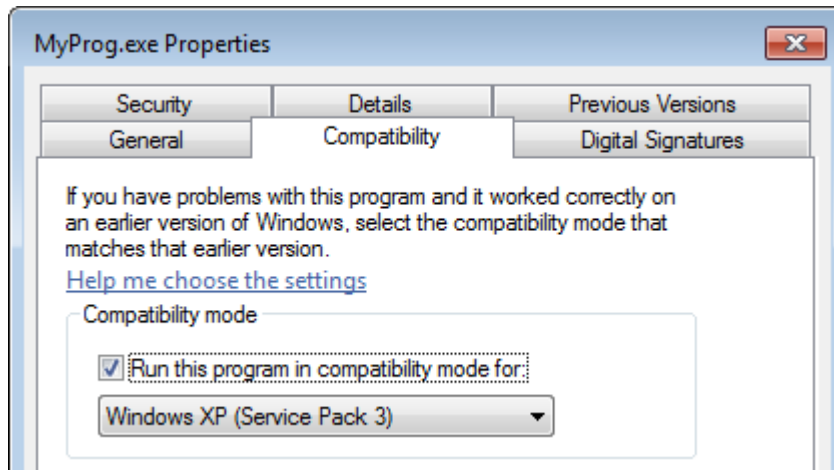 MyProg.exe Properties
Security Details Previous Versions
General Compatibility Digital Signatures
If you have problems with this program and it worked correctly on
an earlier version of Windows, select the compatibility mode that
matches that earlier version.
Help me choose the settings
Compatibility mode
Run this program in compatibility mode for:
Windows XP (Service Pack 3)